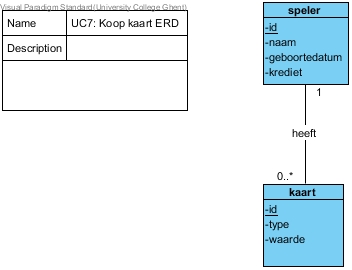 Visual Paradigm Standard(University College Ghent)
Name UC7: Koop kaart ERD
Description
speler
-id
-naam
-geboortedatum
-krediet
1
heeft
0..*
kaart
-id
-type
-waarde